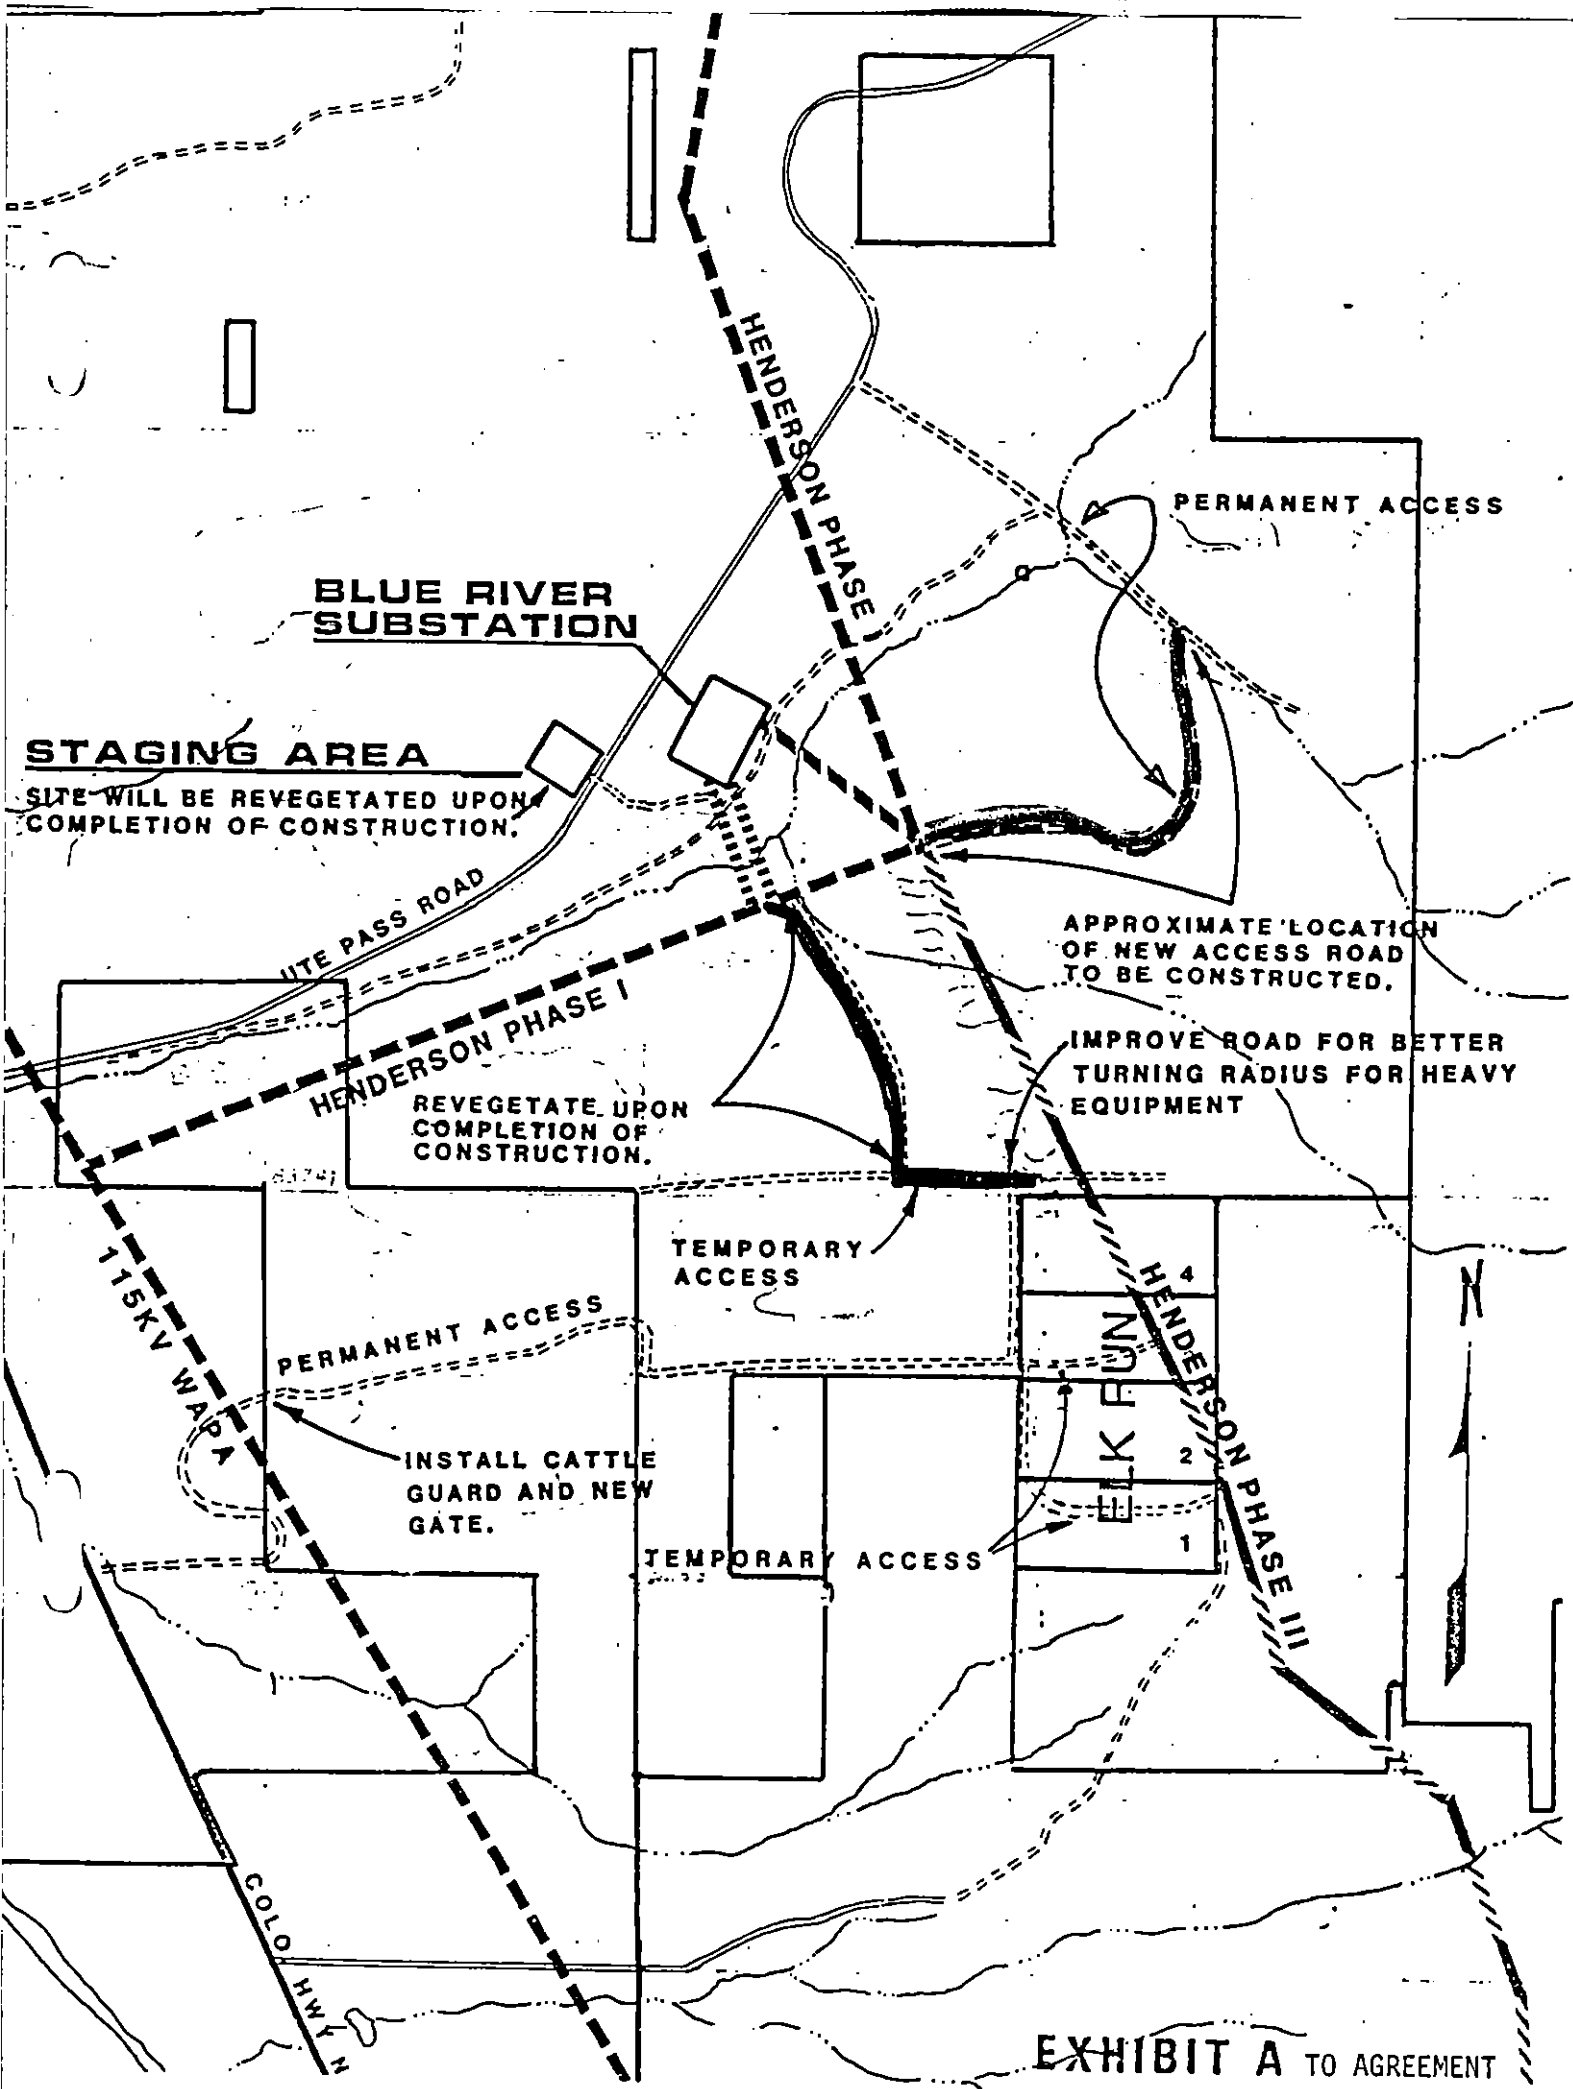 HENDERSON PHASE I
PERMANENT ACCESS
BLUE RIVER
SUBSTATION
STAGING AREA
SITE WILL BE REVEGETATED UPON
COMPLETION OF CONSTRUCTION.
UTE PASS ROAD
APPROXIMATE LOCATION
OF NEW ACCESS ROAD
TO BE CONSTRUCTED.
HENDERSON PHASE I
IMPROVE ROAD FOR BETTER
TURNING RADIUS FOR HEAVY
EQUIPMENT
REVEGETATE UPON
COMPLETION OF
CONSTRUCTION.
TEMPORARY
ACCESS
115KV WAPA
PERMANENT ACCESS
INSTALL CATTLE
GUARD AND NEW
GATE.
HENDERSON PHASE III
ELK RUN
4
2
1
TEMPORARY ACCESS
N
COLO HWY N
EXHIBIT A TO AGREEMENT